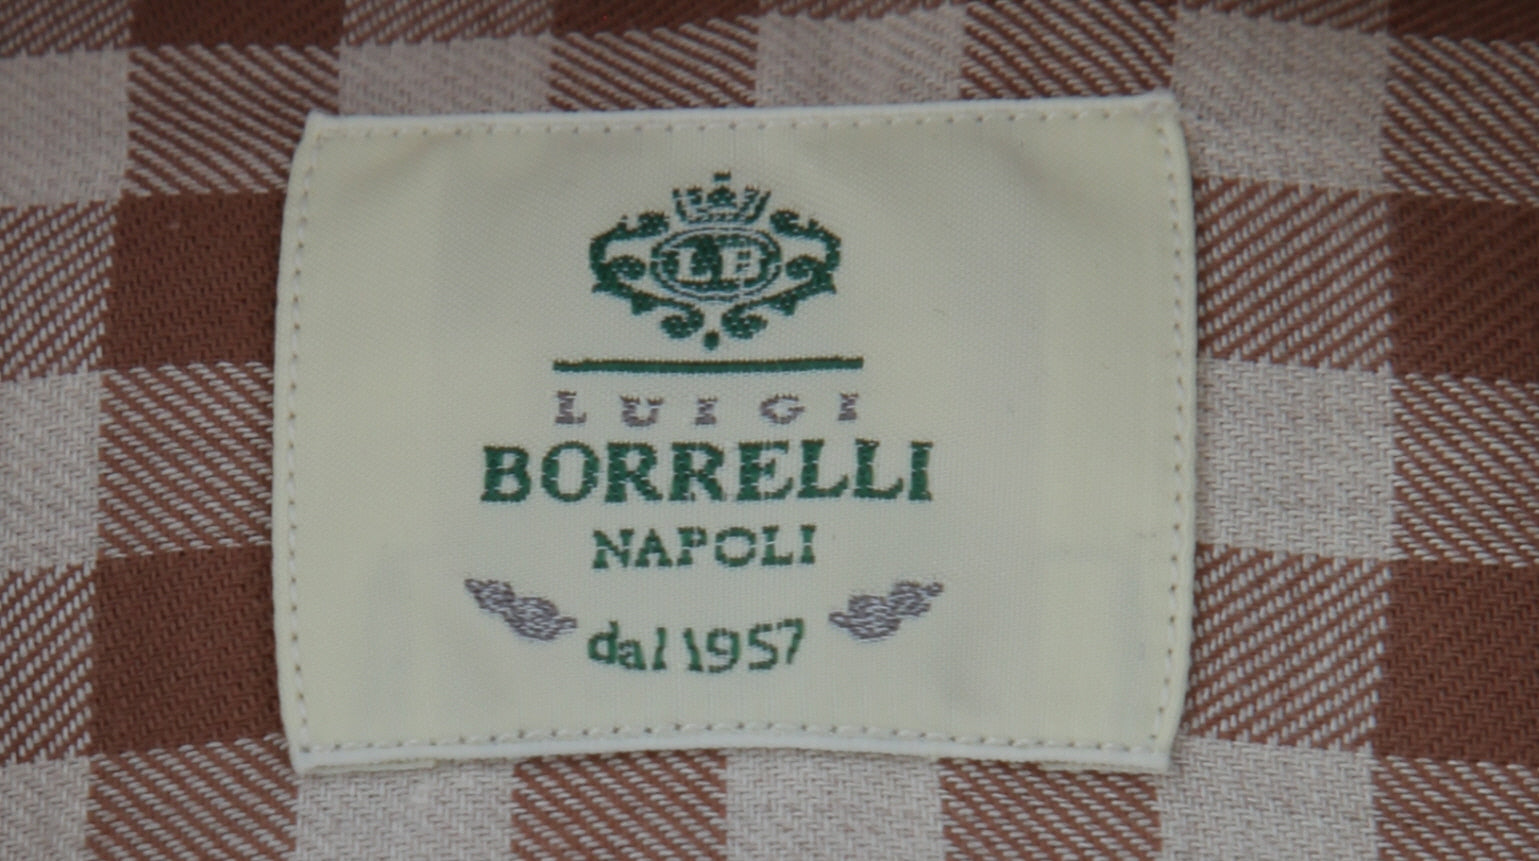 LB
LUIGI
BORRELLI
NAPOLI
dal 1957